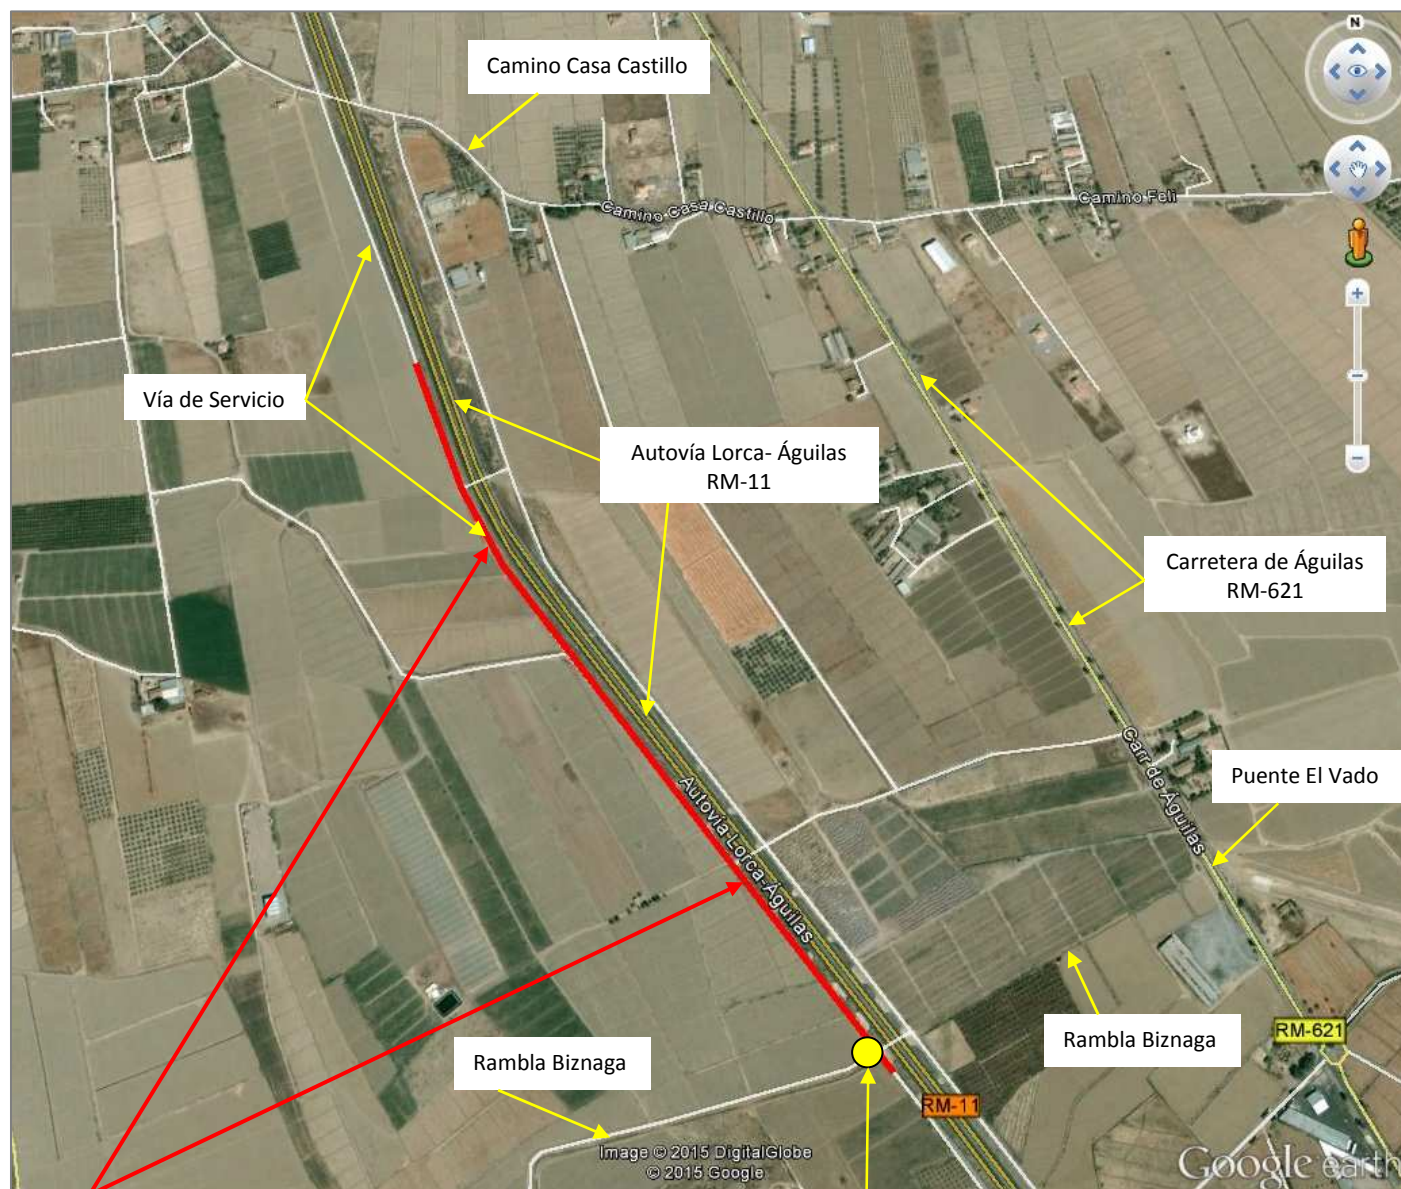 N
Camino Casa Castillo
Camino Casa Castillo
Camino Feli
Vía de Servicio
Autovía Lorca- Águilas
RM-11
Carretera de Águilas
RM-621
Carr de Águilas
Puente El Vado
Autovía Lorca-Águilas
RM-621
Rambla Biznaga
Rambla Biznaga
RM-11
Image © 2015 DigitalGlobe
© 2015 Google
Google earth